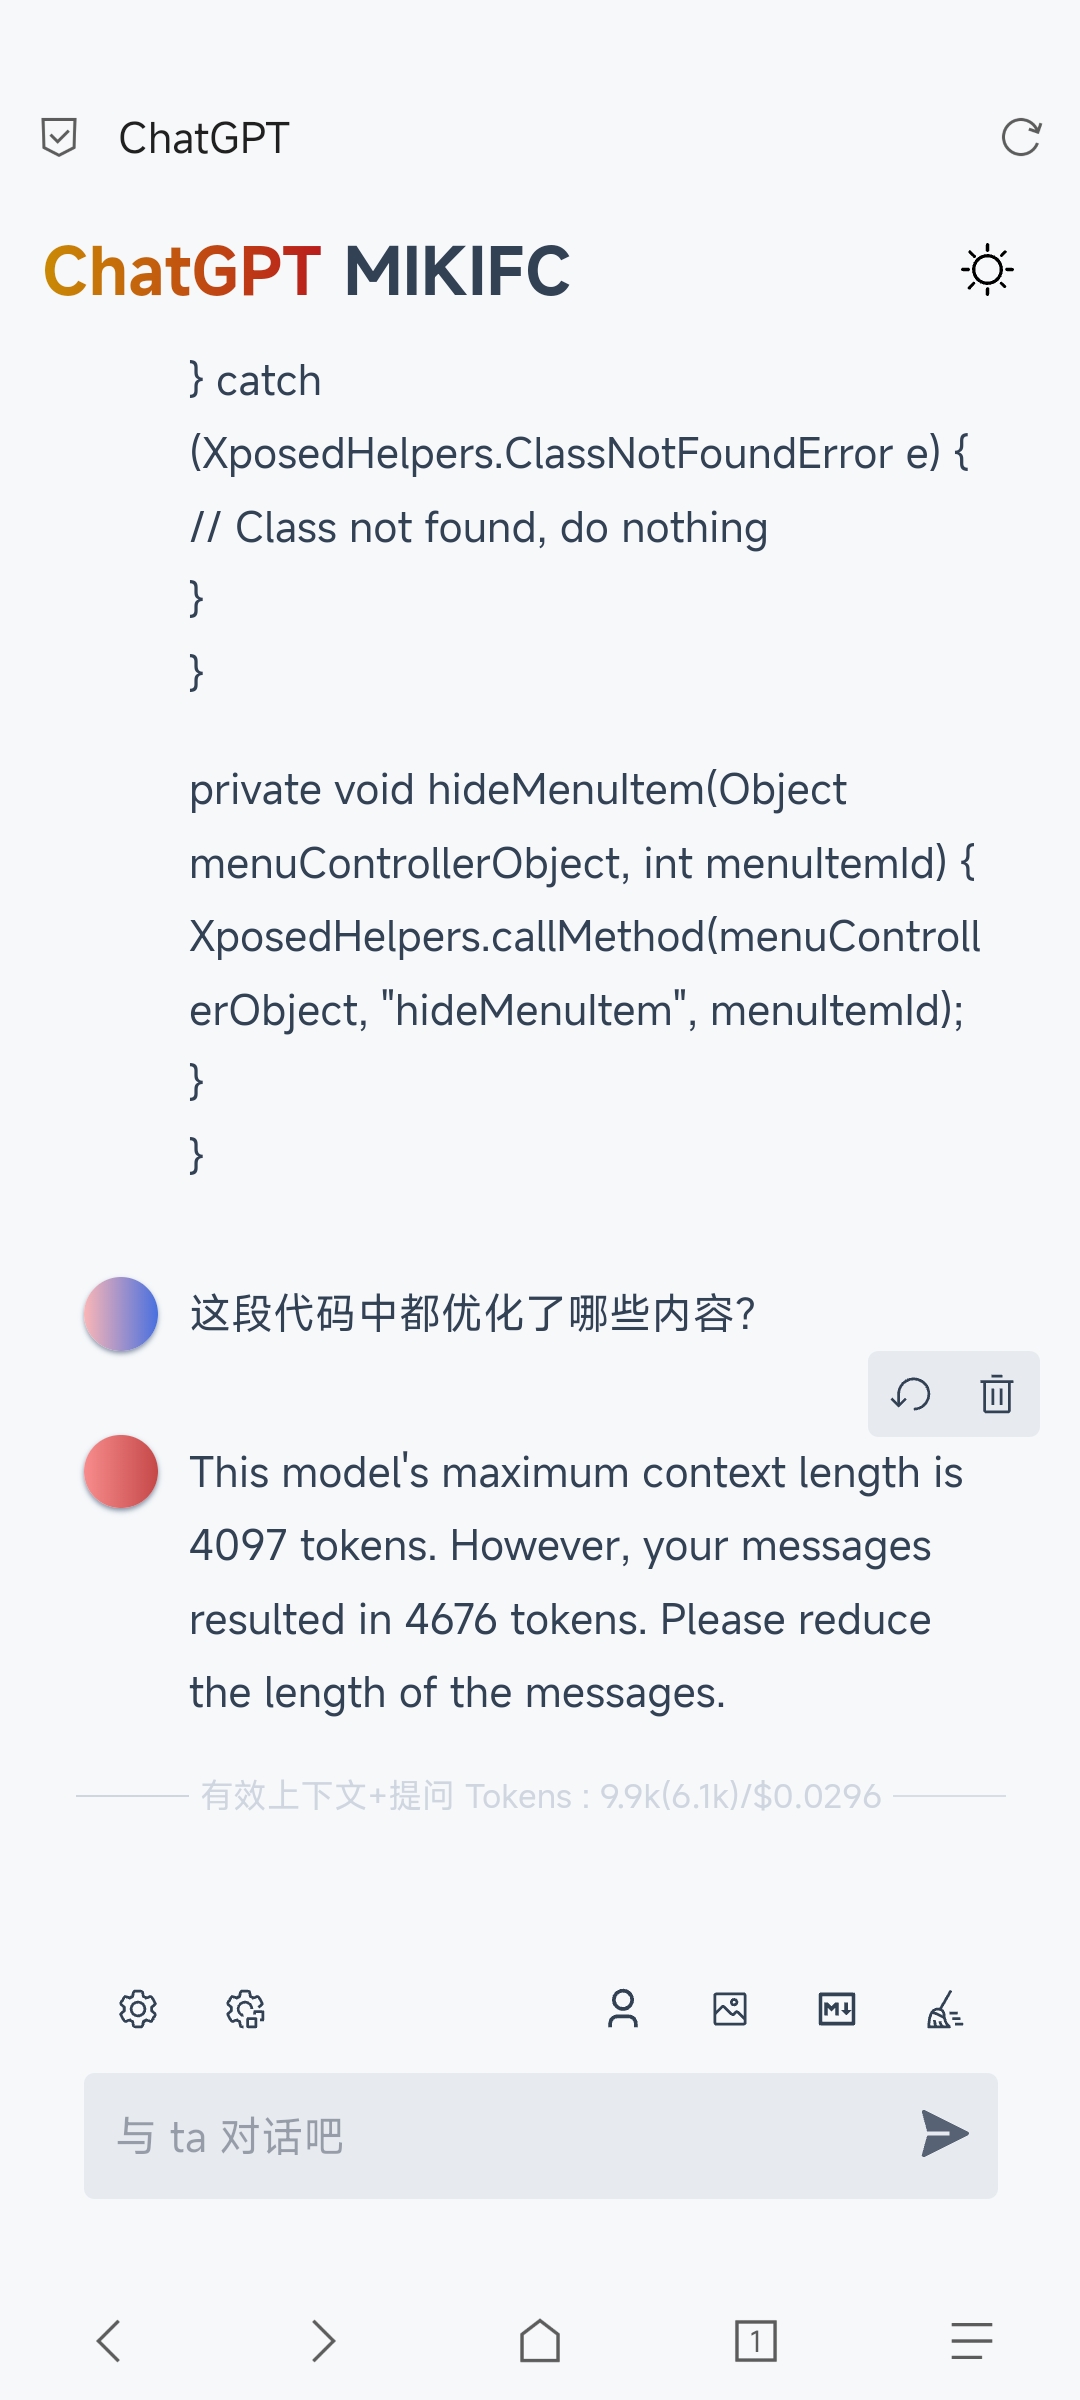 ChatGPT
ChatGPT MIKIFC
} catch
(XposedHelpers.ClassNotFoundError e) {
// Class not found, do nothing
}
}
private void hideMenuItem(Object
menuControllerObject, int menuItemId) {
XposedHelpers.callMethod(menuControll
erObject, "hideMenuItem", menuItemId);
}
}
这段代码中都优化了哪些内容?
This model's maximum context length is
4097 tokens. However, your messages
resulted in 4676 tokens. Please reduce
the length of the messages.
有效上下文+提问 Tokens : 9.9k(6.1k)/$0.0296
M↓
与 ta 对话吧
1